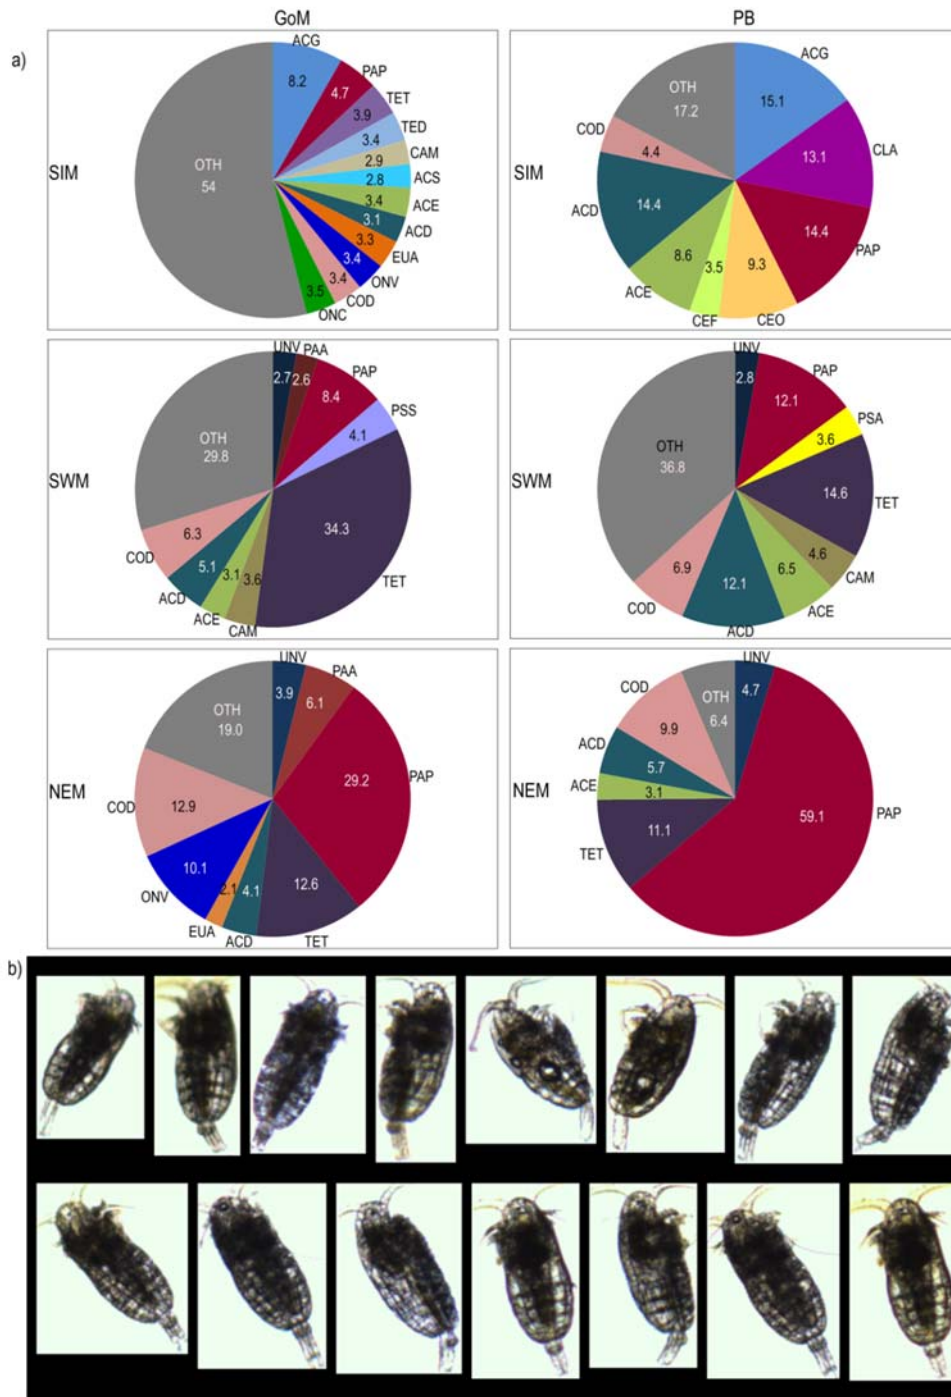 GoM
PB
a)
SIM
ACG
8.2
PAP
4.7
TET
3.9
TED
3.4
CAM
2.9
ACS
2.8
ACE
3.4
ACD
3.1
EUA
3.3
ONV
3.4
COD
3.4
ONC
3.5
OTH
54
SIM
ACG
15.1
CLA
13.1
PAP
14.4
CEO
9.3
CEF
3.5
ACE
8.6
ACD
14.4
COD
4.4
OTH
17.2
SWM
UNV
2.7
PAA
2.6
PAP
8.4
PSS
4.1
TET
34.3
CAM
3.6
ACE
3.1
ACD
5.1
COD
6.3
OTH
29.8
SWM
UNV
2.8
PAP
12.1
PSA
3.6
TET
14.6
CAM
4.6
ACE
6.5
ACD
12.1
COD
6.9
OTH
36.8
NEM
UNV
3.9
PAA
6.1
PAP
29.2
TET
12.6
ACD
4.1
EUA
2.1
ONV
10.1
COD
12.9
OTH
19.0
NEM
UNV
4.7
PAP
59.1
TET
11.1
ACE
3.1
ACD
5.7
COD
9.9
OTH
6.4
b)